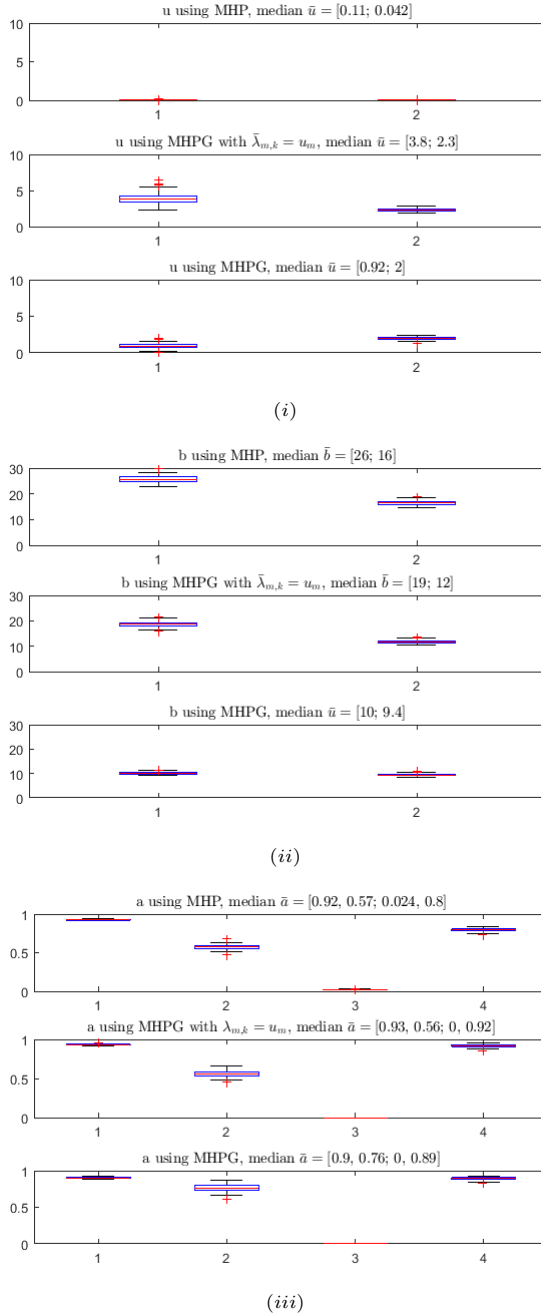 u using MHP, median ū = [0.11; 0.042]
10
5
0
1 2
u using MHPG with λ̄_{m,k} = u_m, median ū = [3.8; 2.3]
10
5
0
1 2
u using MHPG, median ū = [0.92; 2]
10
5
0
1 2
(i)
b using MHP, median b̄ = [26; 16]
30
20
10
0
1 2
b using MHPG with λ̄_{m,k} = u_m, median b̄ = [19; 12]
30
20
10
0
1 2
b using MHPG, median ū = [10; 9.4]
30
20
10
0
1 2
(ii)
a using MHP, median ā = [0.92, 0.57; 0.024, 0.8]
1
0.5
0
1 2 3 4
a using MHPG with λ_{m,k} = u_m, median ā = [0.93, 0.56; 0, 0.92]
1
0.5
0
1 2 3 4
a using MHPG, median ā = [0.9, 0.76; 0, 0.89]
1
0.5
0
1 2 3 4
(iii)